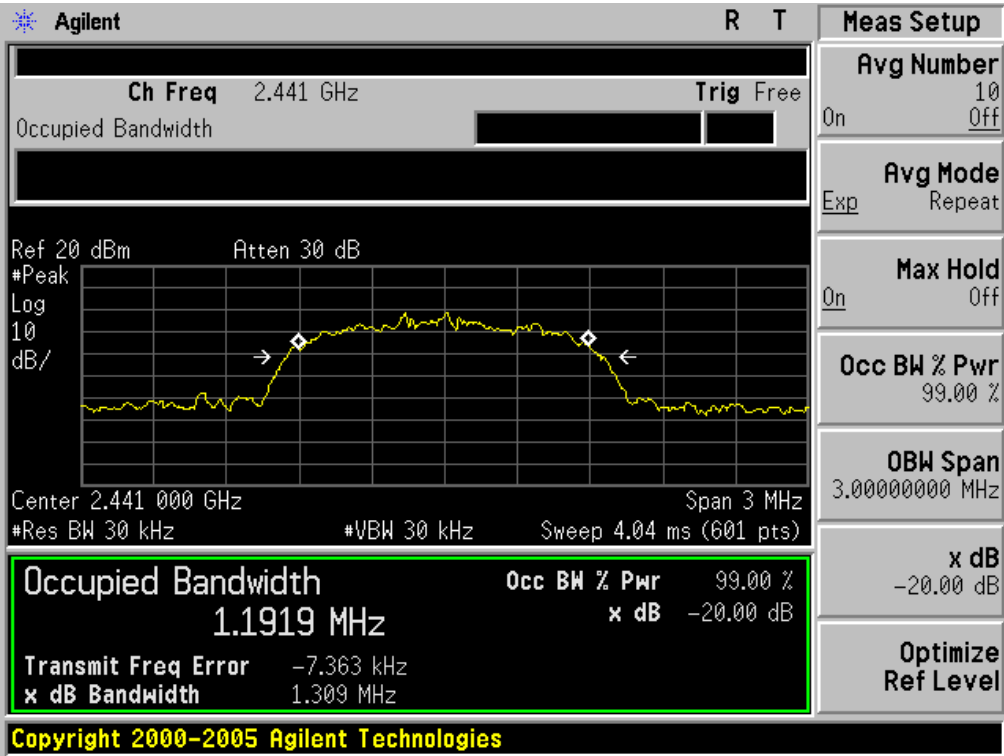 Agilent R T
Ch Freq 2.441 GHz Trig Free
Occupied Bandwidth
Ref 20 dBm Atten 30 dB
#Peak
Log
10
dB/
Center 2.441 000 GHz Span 3 MHz
#Res BW 30 kHz #VBW 30 kHz Sweep 4.04 ms (601 pts)
Occupied Bandwidth Occ BW % Pwr 99.00 %
1.1919 MHz x dB -20.00 dB
Transmit Freq Error -7.363 kHz
x dB Bandwidth 1.309 MHz
Copyright 2000-2005 Agilent Technologies
Meas Setup
Avg Number
10
On Off
Avg Mode
Exp Repeat
Max Hold
On Off
Occ BW % Pwr
99.00 %
OBW Span
3.00000000 MHz
x dB
-20.00 dB
Optimize
Ref Level